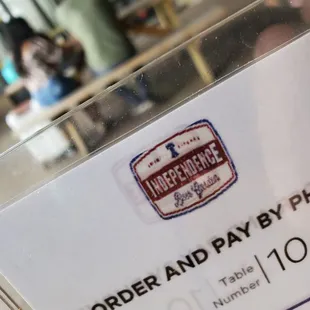 INDEPENDENCE
Beer Garden
ORDER AND PAY BY PH
Table
Number
10